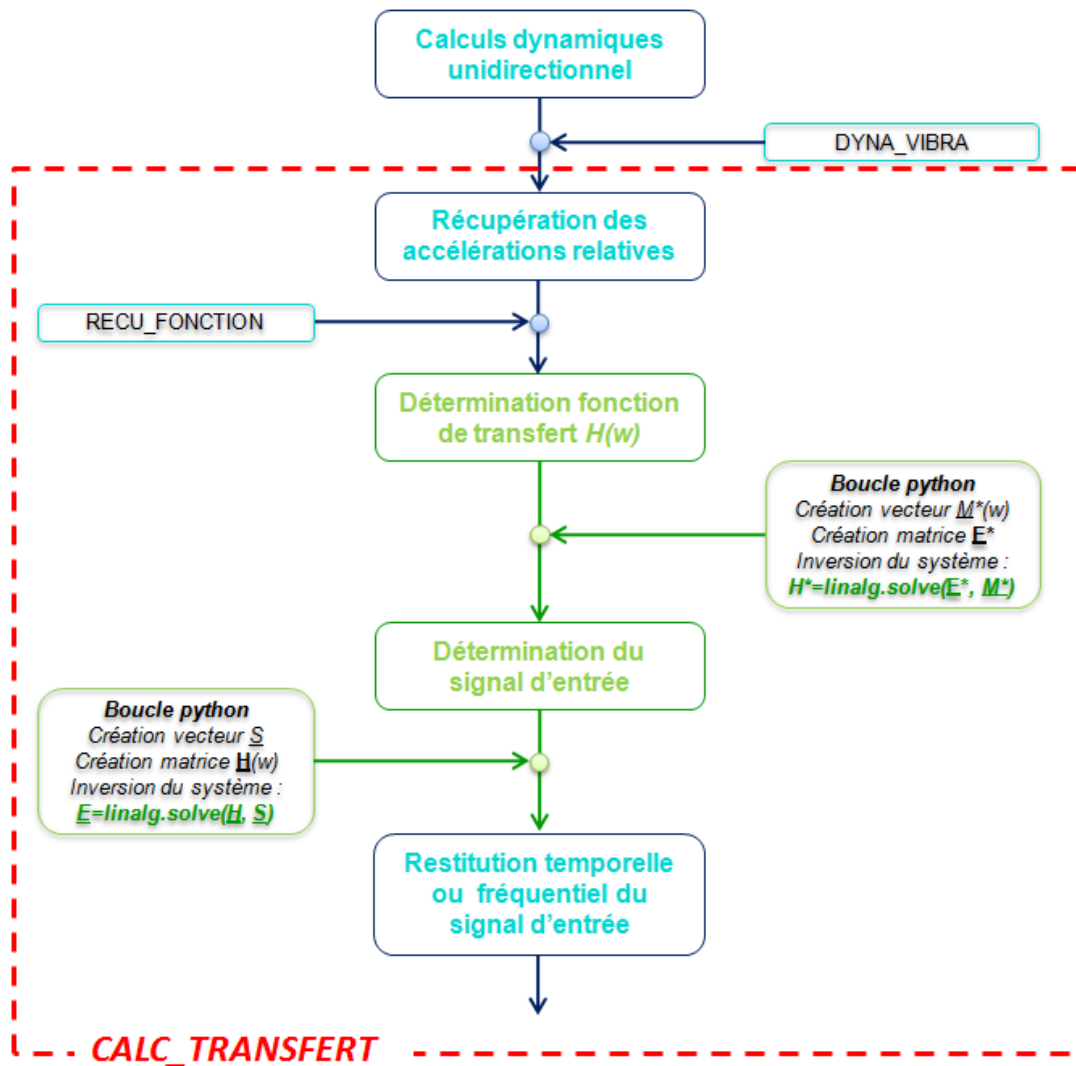 Calculs dynamiques
unidirectionnel
DYNA_VIBRA
Récupération des
accélérations relatives
RECU_FONCTION
Détermination fonction
de transfert H(w)
Boucle python
Création vecteur M*(w)
Création matrice E*
Inversion du système :
H*=linalg.solve(E*, M*)
Détermination du
signal d'entrée
Boucle python
Création vecteur S
Création matrice H(w)
Inversion du système :
E=linalg.solve(H, S)
Restitution temporelle
ou fréquentiel du
signal d'entrée
CALC_TRANSFERT